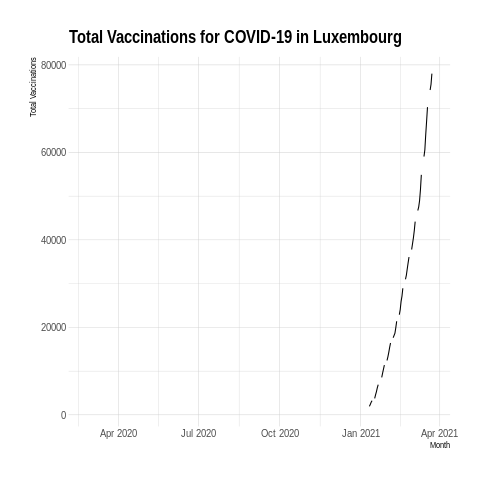 Total Vaccinations for COVID-19 in Luxembourg
Total Vaccinations
80000
60000
40000
20000
0
Apr 2020 Jul 2020 Oct 2020 Jan 2021 Apr 2021
Month